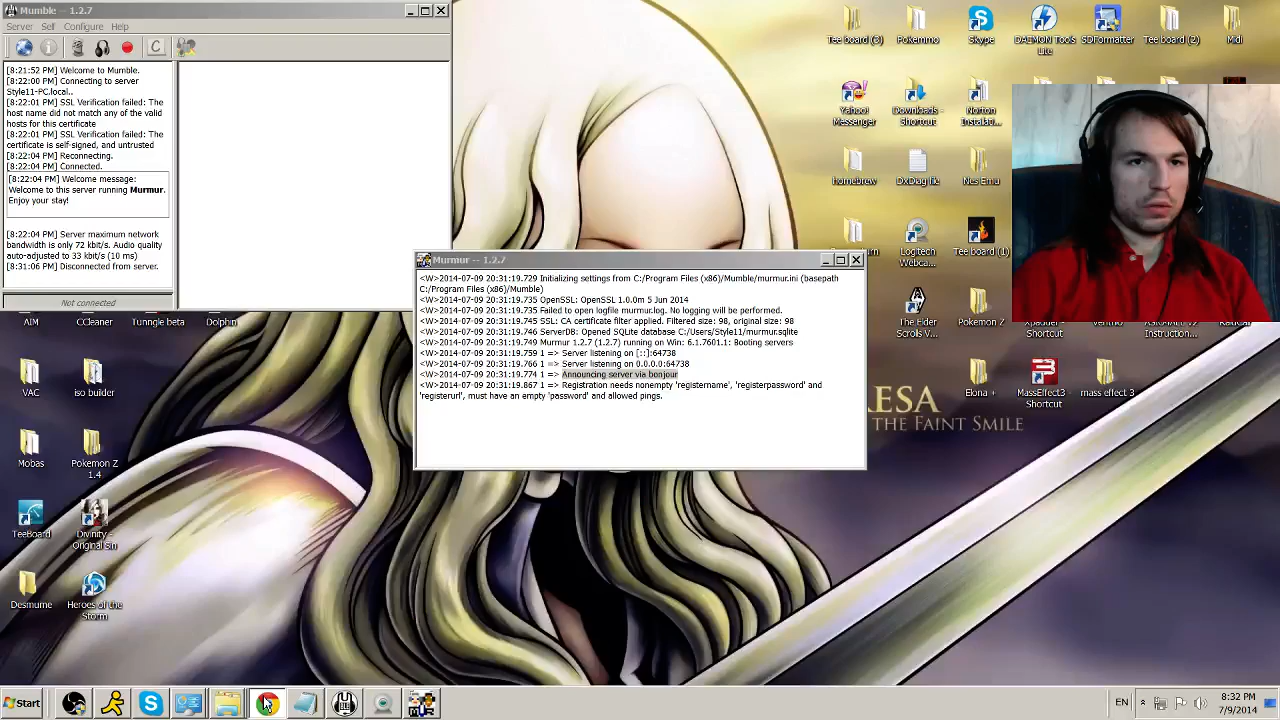 Mumble -- 1.2.7
Server Self Configure Help
[8:21:52 PM] Welcome to Mumble.
[8:22:00 PM] Connecting to server
Style11-PC.local..
[8:22:01 PM] SSL Verification failed: The
host name did not match any of the valid
hosts for this certificate
[8:22:01 PM] SSL Verification failed: The
certificate is self-signed, and untrusted
[8:22:04 PM] Reconnecting.
[8:22:04 PM] Connected.
[8:22:04 PM] Welcome message:
Welcome to this server running Murmur.
Enjoy your stay!
[8:22:04 PM] Server maximum network
bandwidth is only 72 kbit/s. Audio quality
auto-adjusted to 33 kbit/s (10 ms)
[8:31:06 PM] Disconnected from server.
Not connected
Murmur -- 1.2.7
<W>2014-07-09 20:31:19.729 Initializing settings from C:/Program Files (x86)/Mumble/murmur.ini (basepath
C:/Program Files (x86)/Mumble)
<W>2014-07-09 20:31:19.735 OpenSSL: OpenSSL 1.0.0m 5 Jun 2014
<W>2014-07-09 20:31:19.735 Failed to open logfile murmur.log. No logging will be performed.
<W>2014-07-09 20:31:19.745 SSL: CA certificate filter applied. Filtered size: 98, original size: 98
<W>2014-07-09 20:31:19.746 ServerDB: Opened SQLite database C:/Users/Style11/murmur.sqlite
<W>2014-07-09 20:31:19.749 Murmur 1.2.7 (1.2.7) running on Win: 6.1.7601.1: Booting servers
<W>2014-07-09 20:31:19.759 1 => Server listening on [::]:64738
<W>2014-07-09 20:31:19.766 1 => Server listening on 0.0.0.0:64738
<W>2014-07-09 20:31:19.774 1 => Announcing server via bonjour
<W>2014-07-09 20:31:19.867 1 => Registration needs nonempty 'registername', 'registerpassword' and
'registerurl', must have an empty 'password' and allowed pings.
Tee board (3)
Pokemmo
Skype
DAEMON Tools
Lite
SDFormatter
Tee board (2)
Midi
Yahoo!
Messenger
Downloads -
Shortcut
Norton
Installati...
homebrew
DxDiag file
Nes Emu
Logitech
Webca...
Tee board (1)
The Elder
Scrolls V...
Pokemon Z
Elona +
MassEffect3
Shortcut
mass effect 3
RESA
THE FAINT SMILE
AIM
CCleaner
Tunngle beta
Dolphin
VAC
iso builder
Mobas
Pokemon Z
1.4
TeeBoard
Divinity -
Original Sin
Desmume
Heroes of the
Storm
Start
EN
8:32 PM
7/9/2014